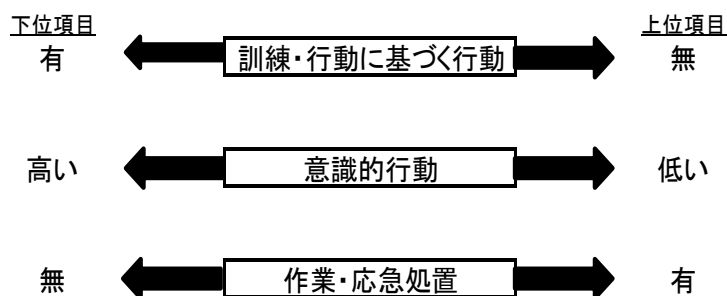 下位項目 上位項目
有 訓練・行動に基づく行動 無
高い 意識的行動 低い
無 作業・応急処置 有